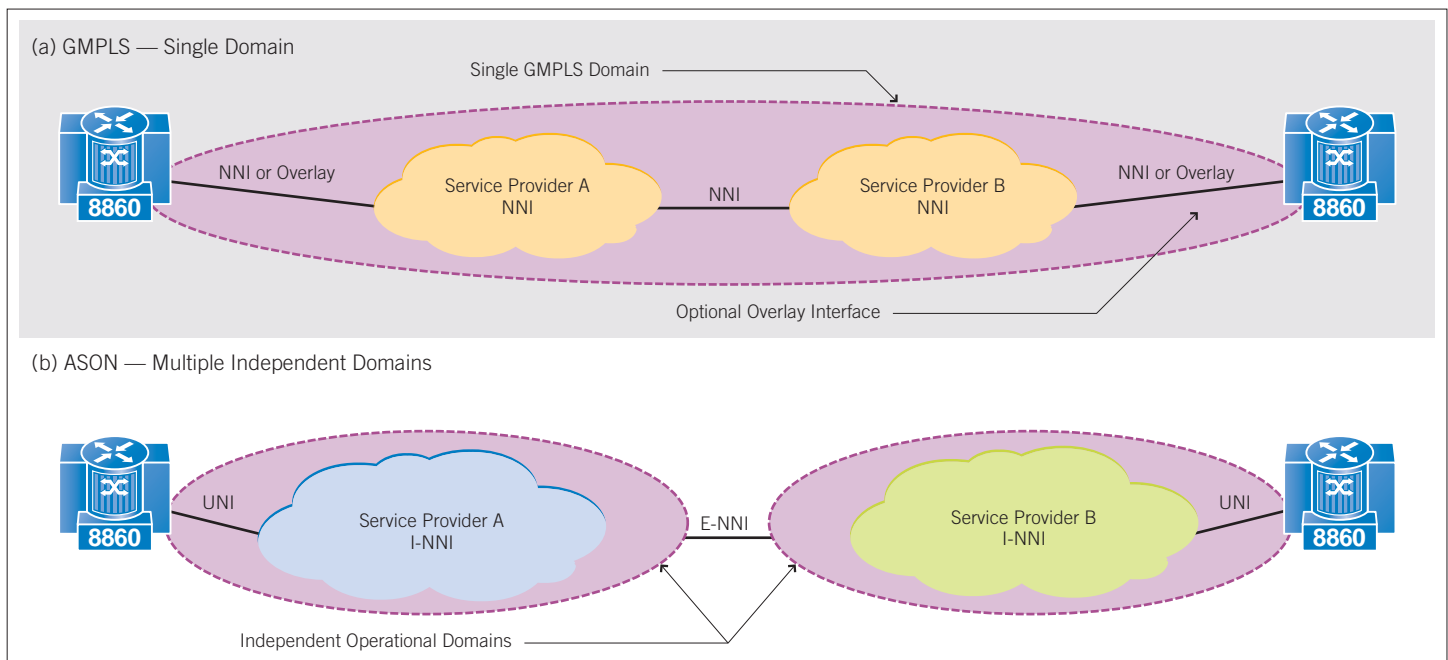 (a) GMPLS — Single Domain
Single GMPLS Domain
8860
NNI or Overlay
Service Provider A
NNI
NNI
Service Provider B
NNI
NNI or Overlay
8860
Optional Overlay Interface
(b) ASON — Multiple Independent Domains
8860
UNI
Service Provider A
I-NNI
E-NNI
Service Provider B
I-NNI
UNI
8860
Independent Operational Domains